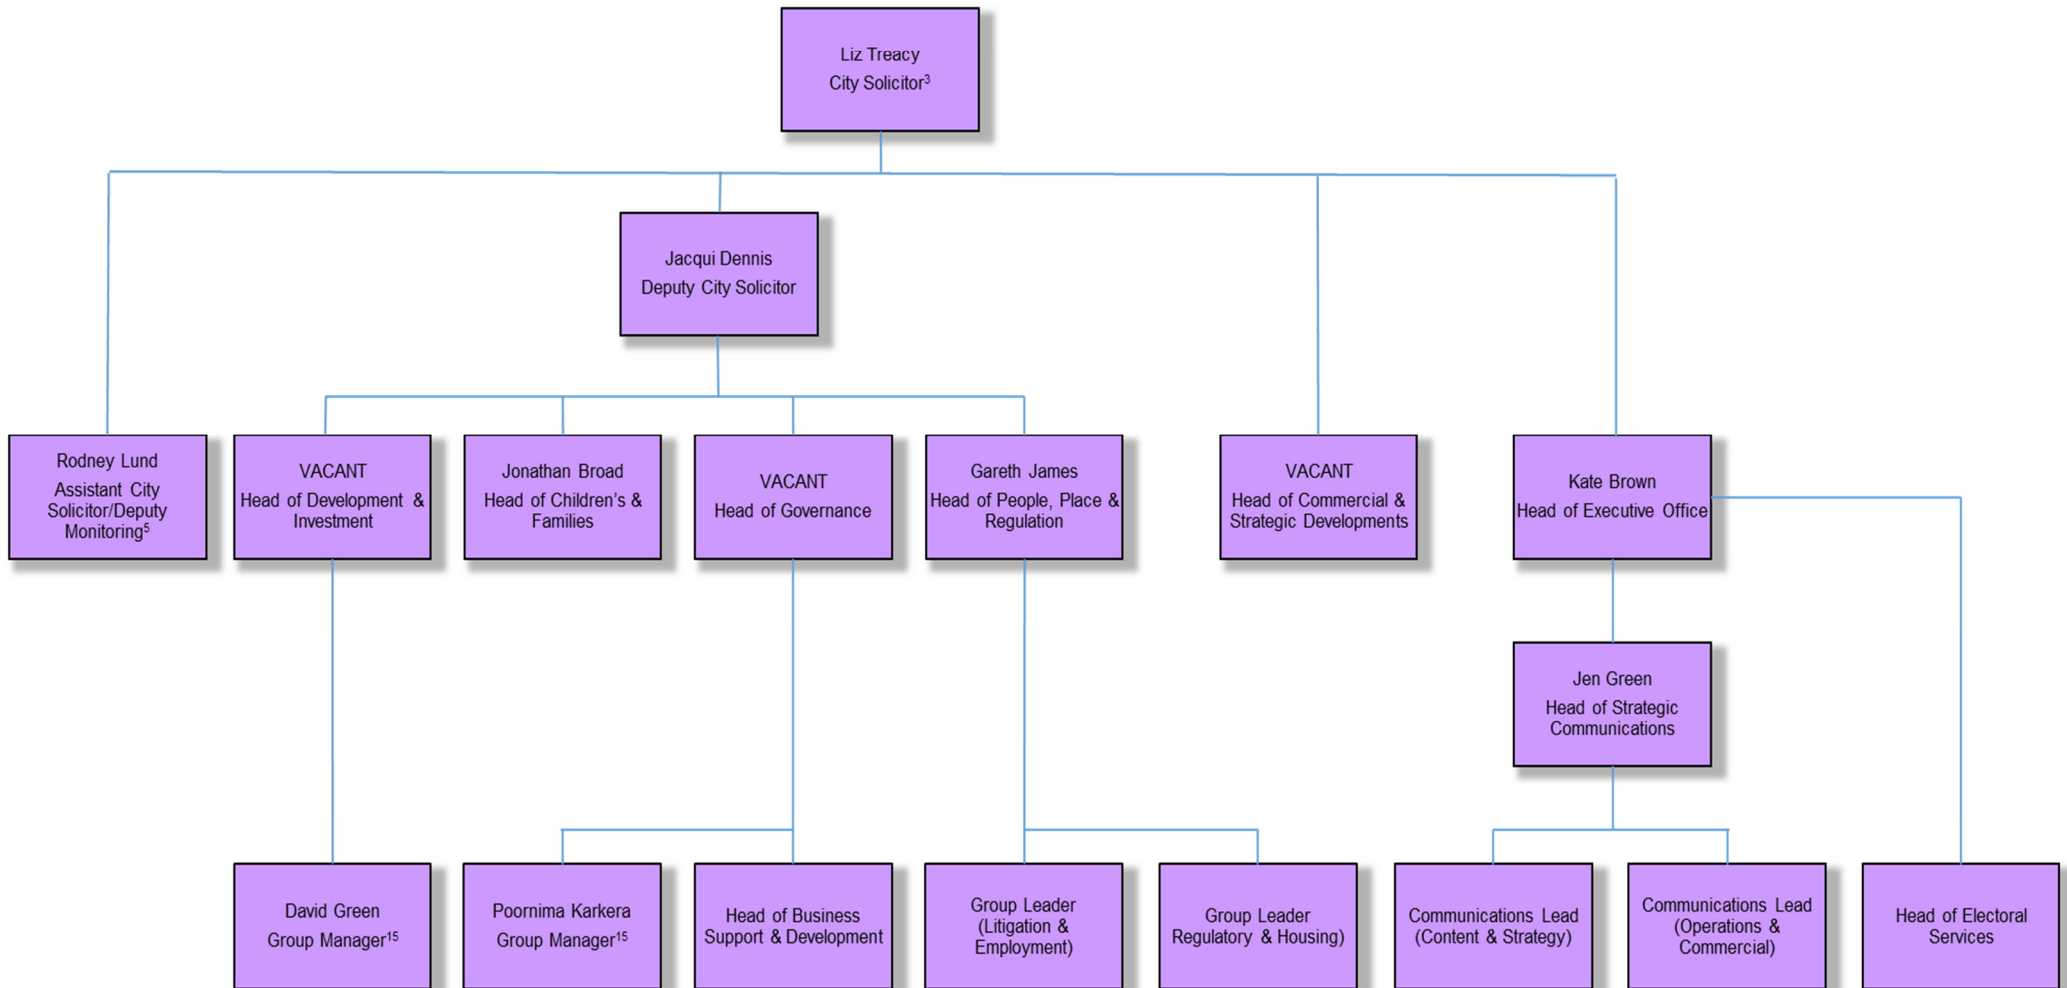 Liz Treacy
City Solicitor³
Jacqui Dennis
Deputy City Solicitor
Rodney Lund
Assistant City
Solicitor/Deputy
Monitoring⁵
VACANT
Head of Development &
Investment
Jonathan Broad
Head of Children’s &
Families
VACANT
Head of Governance
Gareth James
Head of People, Place &
Regulation
VACANT
Head of Commercial &
Strategic Developments
Kate Brown
Head of Executive Office
Jen Green
Head of Strategic
Communications
David Green
Group Manager¹⁵
Poornima Karkera
Group Manager¹⁵
Head of Business
Support & Development
Group Leader
(Litigation &
Employment)
Group Leader
Regulatory & Housing)
Communications Lead
(Content & Strategy)
Communications Lead
(Operations &
Commercial)
Head of Electoral
Services